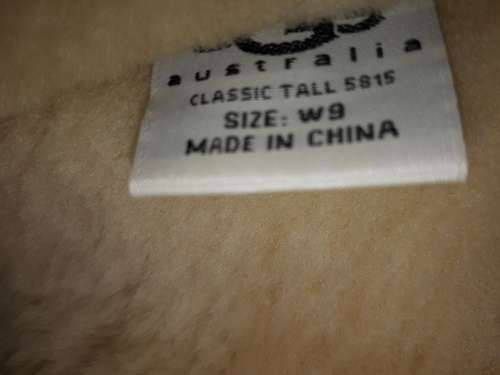 australia
CLASSIC TALL 5815
SIZE: W9
MADE IN CHINA